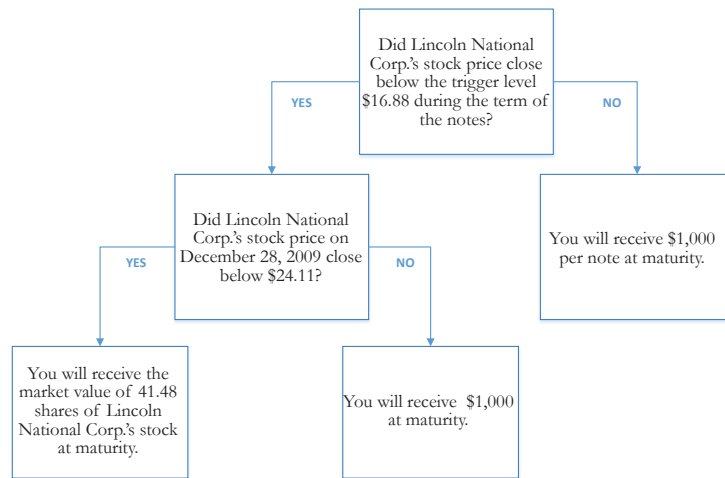 Did Lincoln National
Corp.'s stock price close
below the trigger level
$16.88 during the term of
the notes?
YES
NO
Did Lincoln National
Corp.'s stock price on
December 28, 2009 close
below $24.11?
You will receive $1,000
per note at maturity.
YES
NO
You will receive the
market value of 41.48
shares of Lincoln
National Corp.'s stock
at maturity.
You will receive $1,000
at maturity.